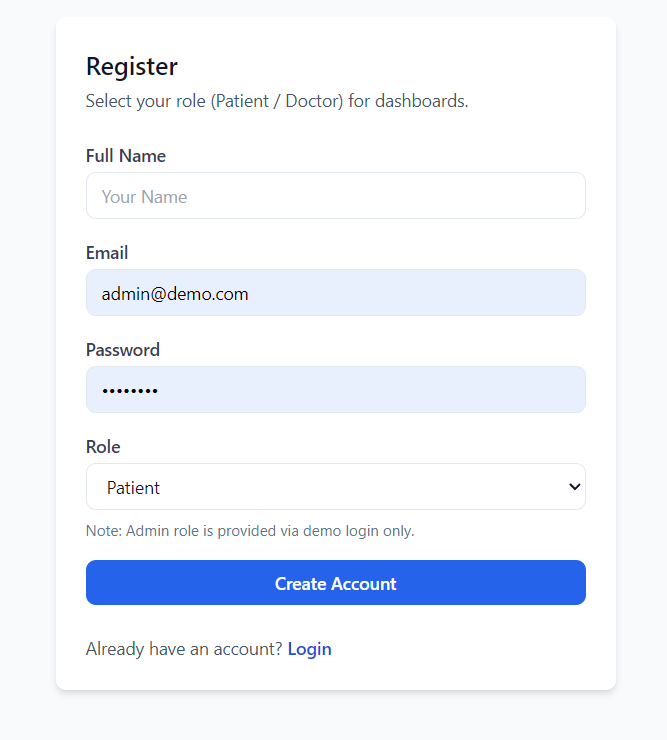 Register
Select your role (Patient / Doctor) for dashboards.
Full Name
Your Name
Email
admin@demo.com
Password
••••••••
Role
Patient
Note: Admin role is provided via demo login only.
Create Account
Already have an account? Login